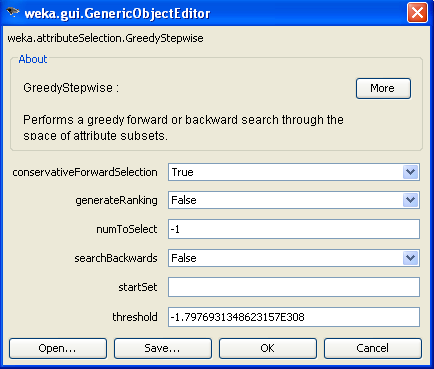 weka.gui.GenericObjectEditor
weka.attributeSelection.GreedyStepwise
About
GreedyStepwise :
More
Performs a greedy forward or backward search through the
space of attribute subsets.
conservativeForwardSelection True
generateRanking False
numToSelect -1
searchBackwards False
startSet
threshold -1.7976931348623157E308
Open... Save... OK Cancel